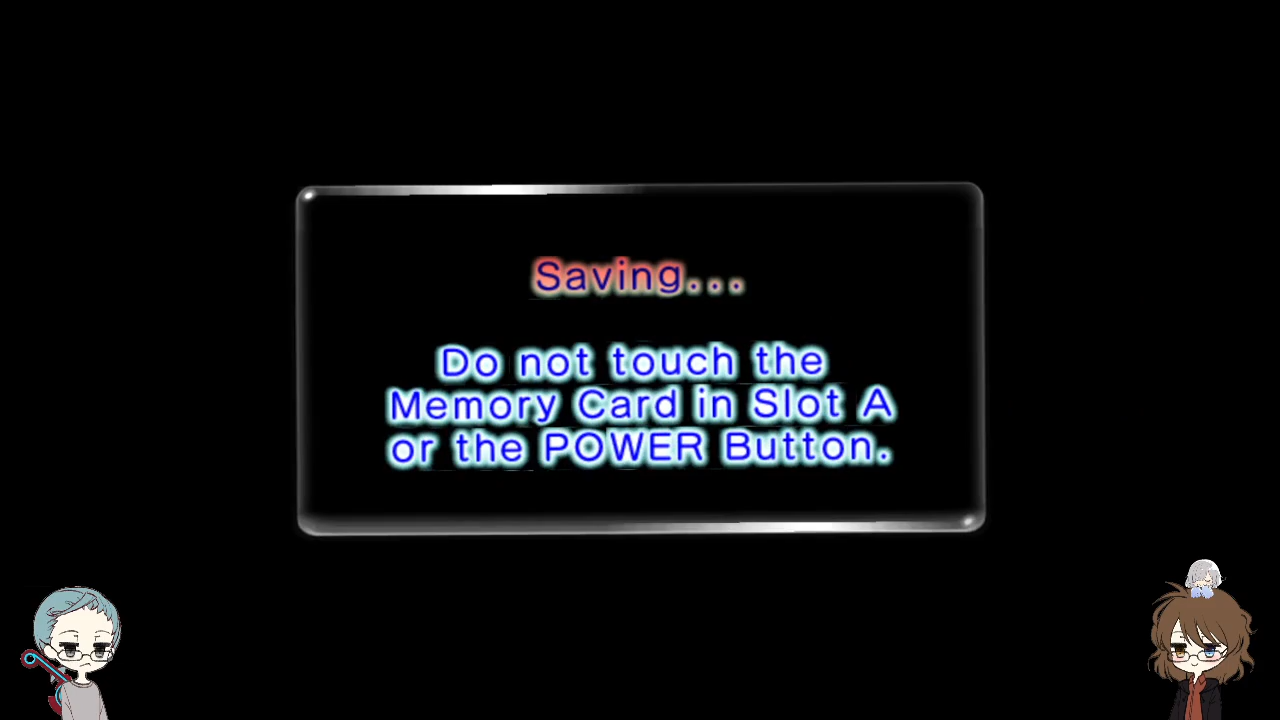 Saving...
Do not touch the
Memory Card in Slot A
or the POWER Button.